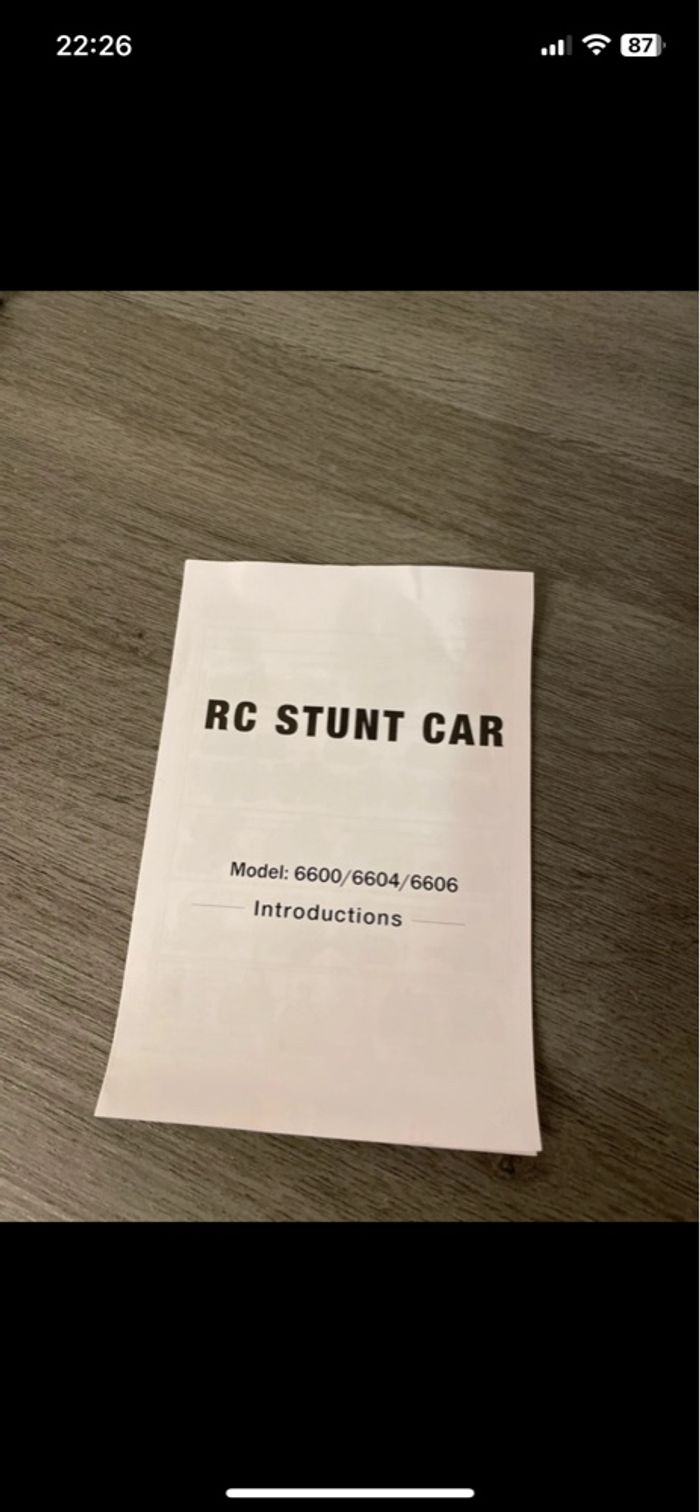 22:26
87
RC STUNT CAR
Model: 6600/6604/6606
Introductions